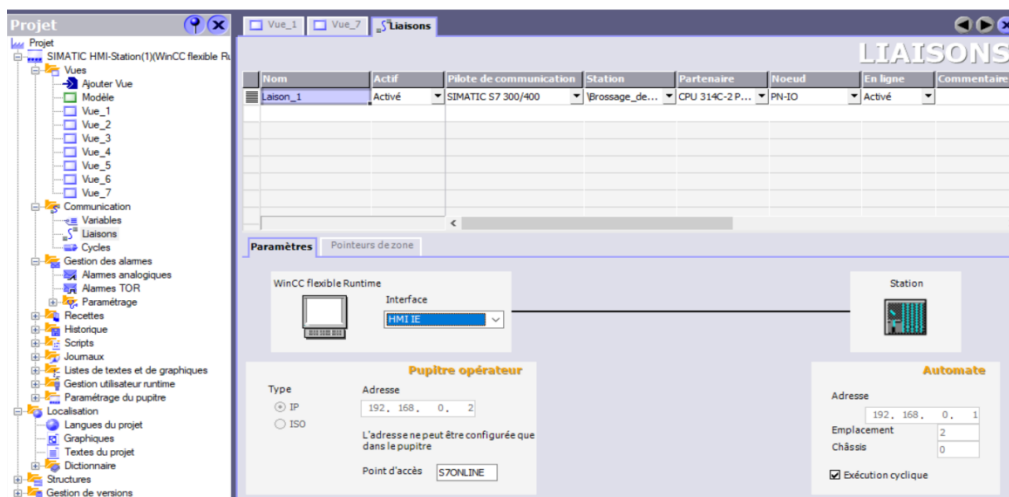 Projet
Projet
SIMATIC HMI-Station(1)(WinCC flexible Ru
Vues
Ajouter Vue
Modèle
Vue_1
Vue_2
Vue_3
Vue_4
Vue_5
Vue_6
Vue_7
Communication
Variables
Liaisons
Cycles
Gestion des alarmes
Alarmes analogiques
Alarmes TOR
Paramétrage
Recettes
Historique
Scripts
Journaux
Listes de textes et de graphiques
Gestion utilisateur runtime
Paramétrage du pupitre
Localisation
Langues du projet
Graphiques
Textes du projet
Dictionnaire
Structures
Gestion de versions
Vue_1 Vue_7 Liaisons
LIAISONS
Nom Actif Pilote de communication Station Partenaire Noeud En ligne Commentaire
Laison_1 Activé SIMATIC S7 300/400 \Brossage_de... CPU 314C-2 P... PN-IO Activé
Paramètres Pointeurs de zone
WinCC flexible Runtime
Interface
HMI IE
Station
Pupitre opérateur
Type
IP
ISO
Adresse
192. 168. 0. 2
L'adresse ne peut être configurée que
dans le pupitre
Point d'accès S7ONLINE
Automate
Adresse
192, 168, 0, 1
Emplacement 2
Châssis 0
Exécution cyclique